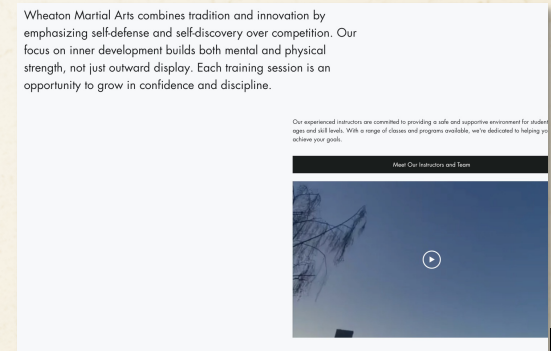 Wheaton Martial Arts combines tradition and innovation by
emphasizing self-defense and self-discovery over competition. Our
focus on inner development builds both mental and physical
strength, not just outward display. Each training session is an
opportunity to grow in confidence and discipline.
Our experienced instructors are committed to providing a safe and supportive environment for student
ages and skill levels. With a range of classes and programs available, we're dedicated to helping yo
achieve your goals.
Meet Our Instructors and Team